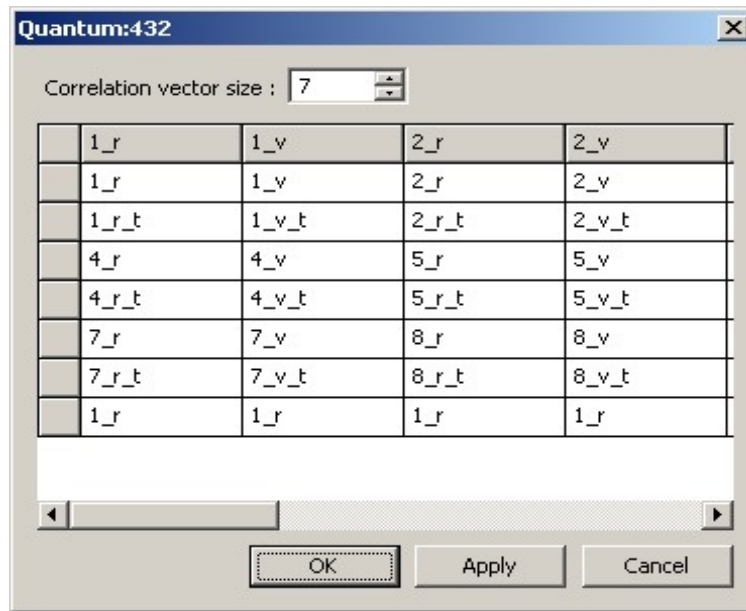 Quantum:432
Correlation vector size : 7
1_r 1_v 2_r 2_v
1_r 1_v 2_r 2_v
1_r_t 1_v_t 2_r_t 2_v_t
4_r 4_v 5_r 5_v
4_r_t 4_v_t 5_r_t 5_v_t
7_r 7_v 8_r 8_v
7_r_t 7_v_t 8_r_t 8_v_t
1_r 1_r 1_r 1_r
OK Apply Cancel